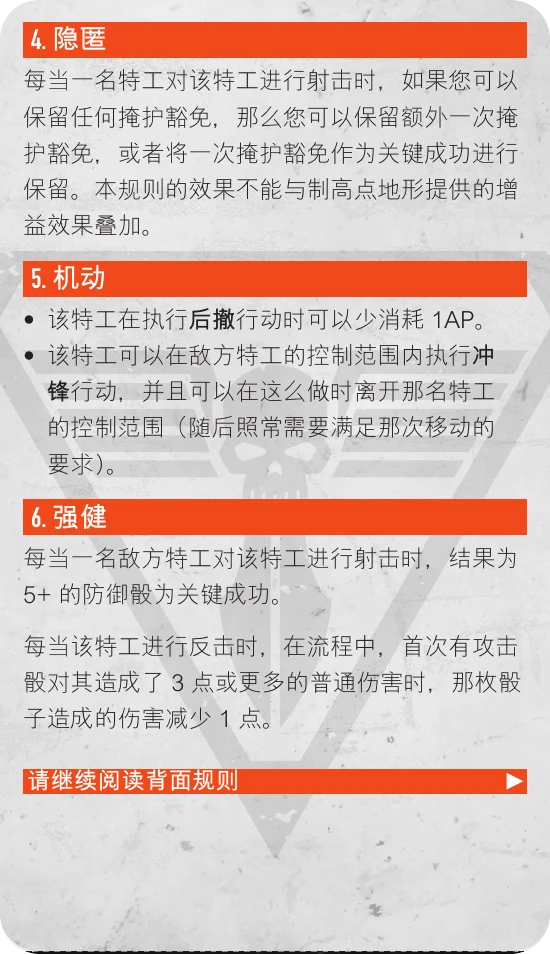 4. 隐匿
每当一名特工对该特工进行射击时，如果您可以
保留任何掩护豁免，那么您可以保留额外一次掩
护豁免，或者将一次掩护豁免作为关键成功进行
保留。本规则的效果不能与制高点地形提供的增
益效果叠加。
5. 机动
• 该特工在执行后撤行动时可以少消耗 1AP。
• 该特工可以在敌方特工的控制范围内执行冲
锋行动，并且可以在这么做时离开那名特工
的控制范围（随后照常需要满足那次移动的
要求）。
6. 强健
每当一名敌方特工对该特工进行射击时，结果为
5+ 的防御骰为关键成功。
每当该特工进行反击时，在流程中，首次有攻击
骰对其造成了 3 点或更多的普通伤害时，那枚骰
子造成的伤害减少 1 点。
请继续阅读背面规则 ▶